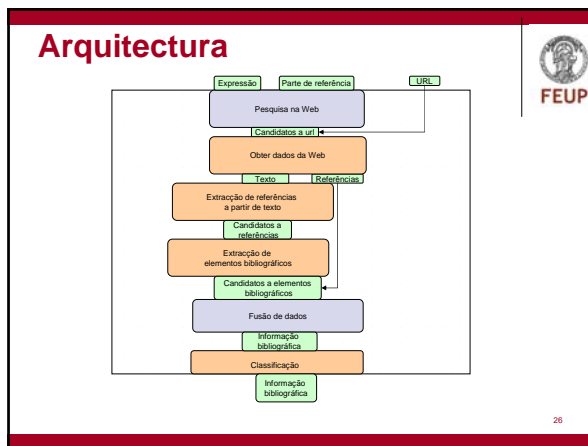 Arquitectura
FEUP
Expressão
Parte de referência
URL
Pesquisa na Web
Candidatos a url
Obter dados da Web
Texto
Referências
Extracção de referências
a partir de texto
Candidatos a
referências
Extracção de
elementos bibliográficos
Candidatos a elementos
bibliográficos
Fusão de dados
Informação
bibliográfica
Classificação
Informação
bibliográfica
26